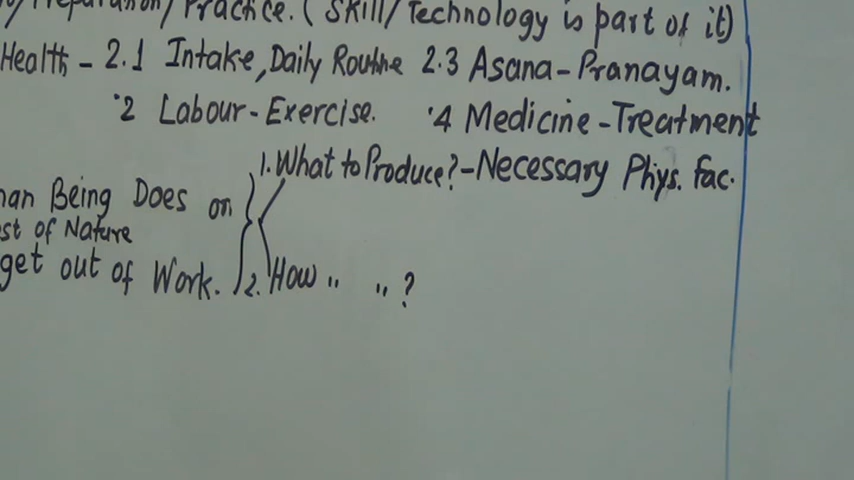 Practice. (Skill/Technology is part of it)
Health - 2.1 Intake, Daily Routine 2.3 Asana-Pranayam.
·2 Labour-Exercise. ·4 Medicine-Treatment
1. What to Produce?-Necessary Phys. Fac.
Being Does on
of Nature
get out of Work.
2. How " " ?